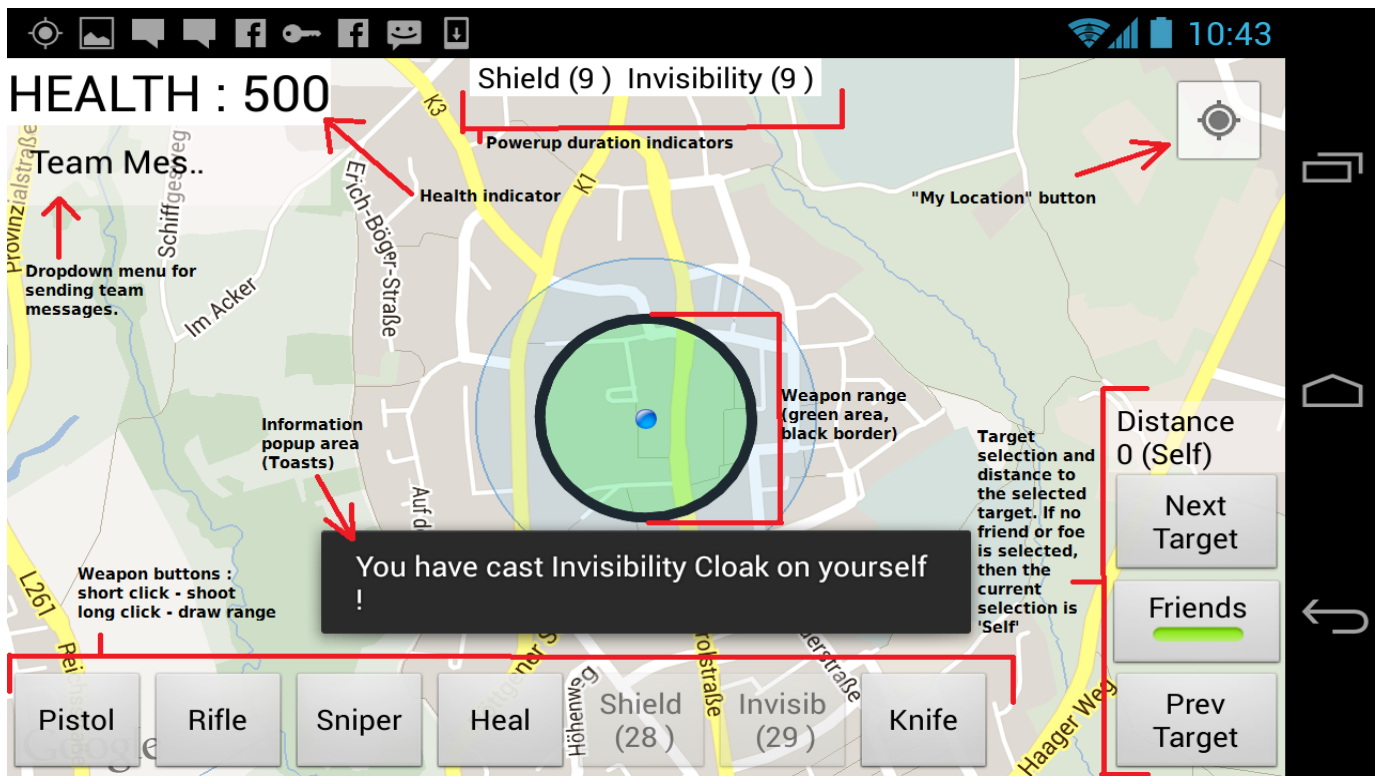 10:43
HEALTH : 500
Shield (9 )  Invisibility (9 )
Powerup duration indicators
Team Mes..
Health indicator
"My Location" button
Dropdown menu for
sending team
messages.
Provinzialstraße
Schiffgesweg
Im Acker
Erich-Böger-Straße
K3
K1
Weapon range
(green area,
black border)
Information
popup area
(Toasts)
Auf d
You have cast Invisibility Cloak on yourself
!
Target
selection and
distance to
the selected
target. If no
friend or foe
is selected,
then the
current
selection is
'Self'
Distance
0 (Self)
Next
Target
Friends
Prev
Target
Weapon buttons :
short click - shoot
long click - draw range
L261
Höhenweg
Haager Weg
Pistol
Rifle
Sniper
Heal
Shield
(28 )
Invisib
(29 )
Knife
Google